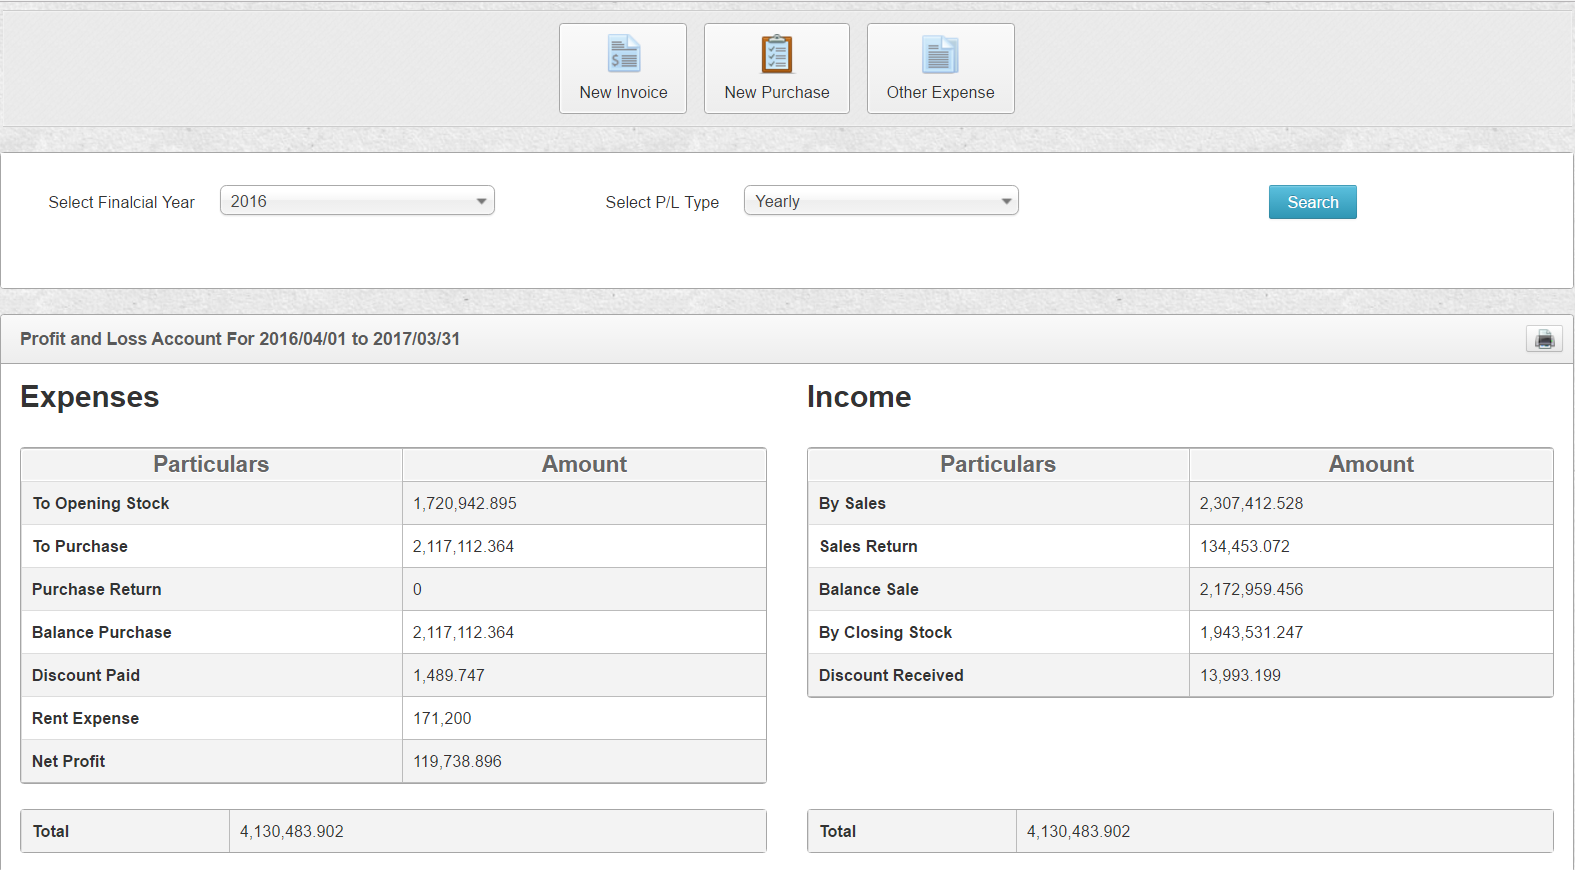 New Invoice
New Purchase
Other Expense
Select Finalcial Year
2016
Select P/L Type
Yearly
Search
Profit and Loss Account For 2016/04/01 to 2017/03/31
Expenses
Particulars Amount
To Opening Stock 1,720,942.895
To Purchase 2,117,112.364
Purchase Return 0
Balance Purchase 2,117,112.364
Discount Paid 1,489.747
Rent Expense 171,200
Net Profit 119,738.896
Total 4,130,483.902
Income
Particulars Amount
By Sales 2,307,412.528
Sales Return 134,453.072
Balance Sale 2,172,959.456
By Closing Stock 1,943,531.247
Discount Received 13,993.199
Total 4,130,483.902